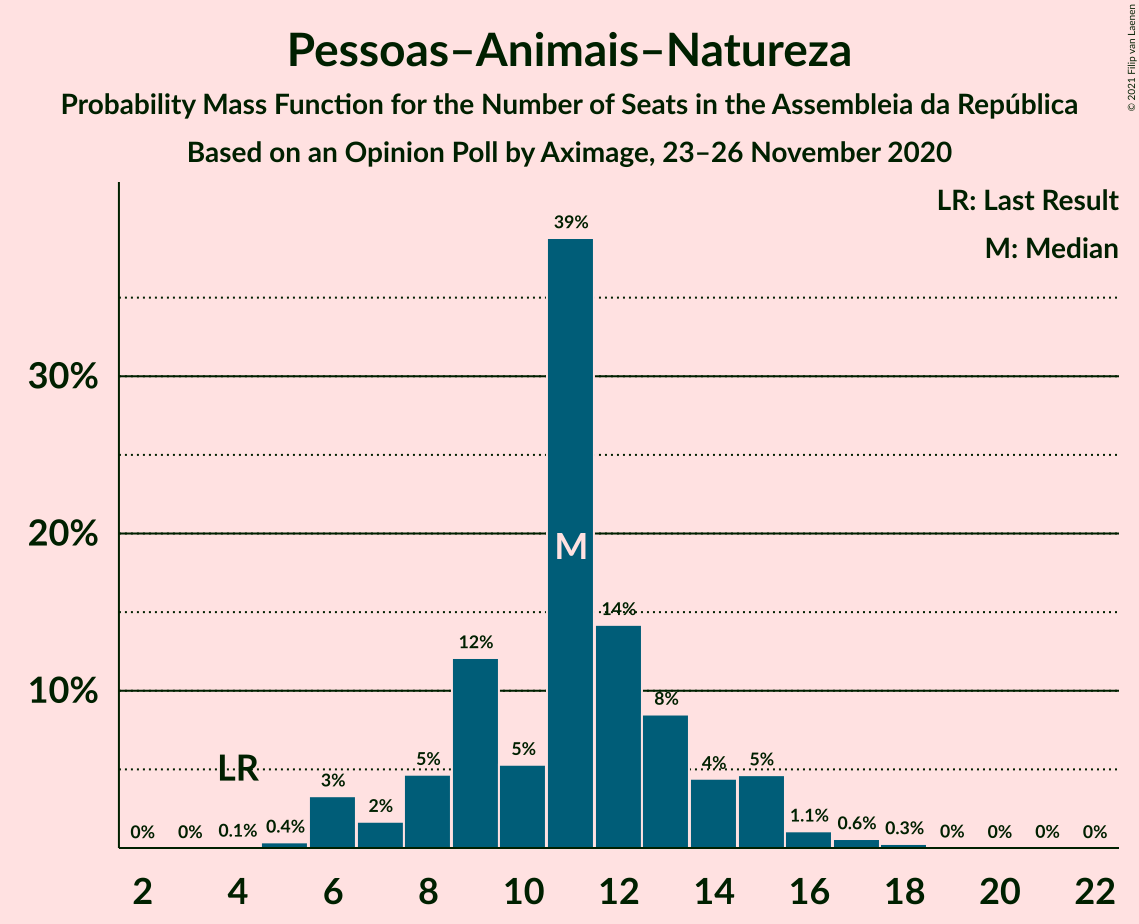 Pessoas–Animais–Natureza
Probability Mass Function for the Number of Seats in the Assembleia da República
Based on an Opinion Poll by Aximage, 23–26 November 2020
© 2021 Filip van Laenen
LR: Last Result
M: Median
39%
30%
20%
M
14%
12%
10%
8%
LR
3%
2%
5%
5%
4%
5%
0%
0%
0.1%
0.4%
1.1%
0.6%
0.3%
0%
0%
0%
0%
2 4 6 8 10 12 14 16 18 20 22